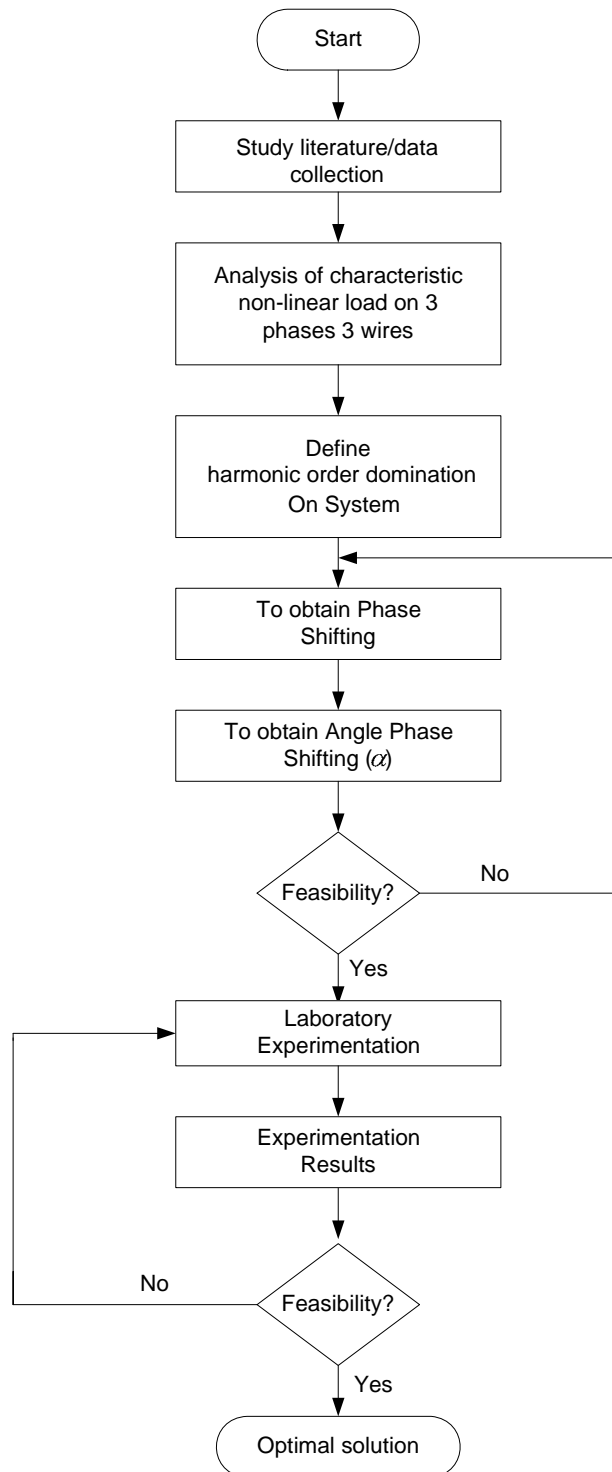 Start
Study literature/data
collection
Analysis of characteristic
non-linear load on 3
phases 3 wires
Define
harmonic order domination
On System
To obtain Phase
Shifting
To obtain Angle Phase
Shifting (α)
Feasibility?
No
Yes
Laboratory
Experimentation
Experimentation
Results
No
Feasibility?
Yes
Optimal solution